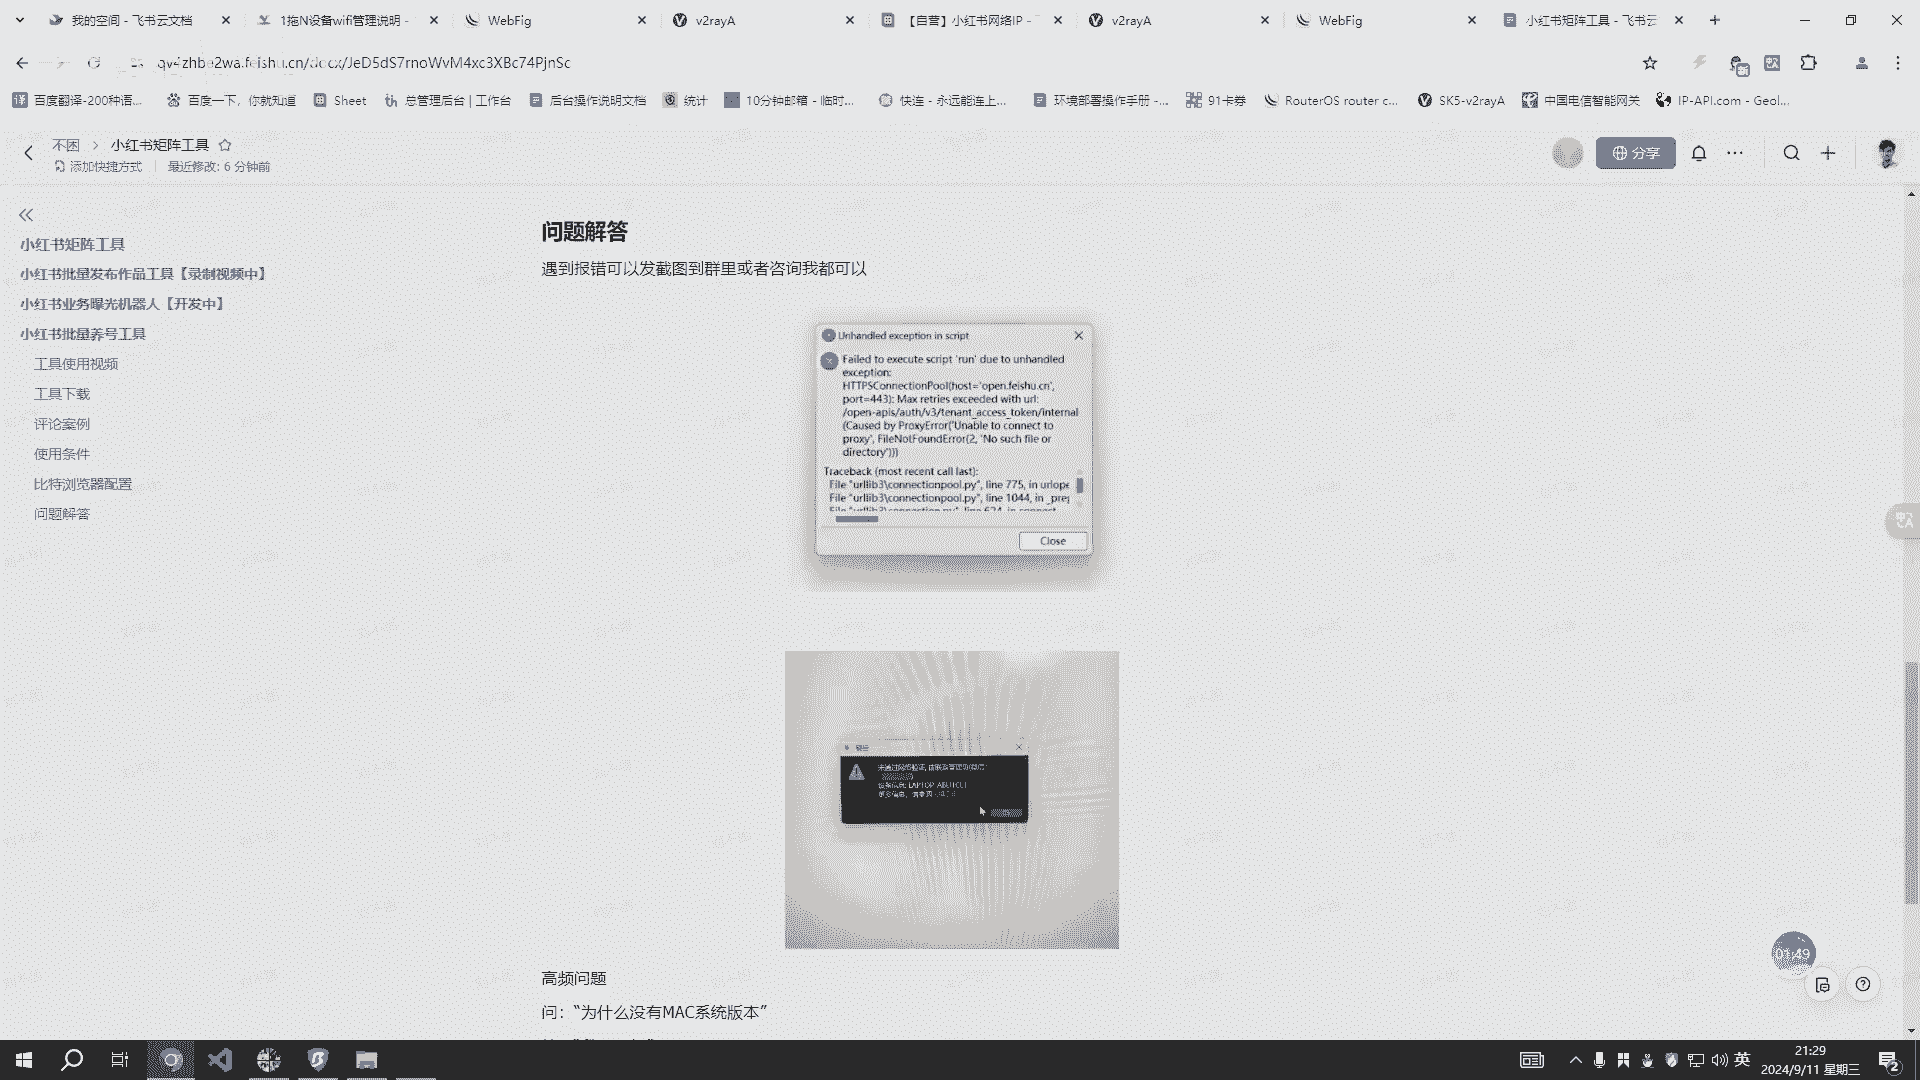 我的空间 - 飞书云文档
1拖N设备wifi管理说明 -
WebFig
v2rayA
【自营】小红书网络IP -
v2rayA
WebFig
小红书矩阵工具 - 飞书云
qv4zhbe2wa.feishu.cn/docx/JeD5dS7rnoWvM4xc3XBc74PjnSc
百度翻译-200种语...
百度一下，你就知道
Sheet
总管理后台 | 工作台
后台操作说明文档
统计
10分钟邮箱 - 临时...
快连 - 永远能连上...
环境部署操作手册 -...
91卡券
RouterOS router c...
SK5-v2rayA
中国电信智能网关
IP-API.com - Geol...
不困 > 小红书矩阵工具
添加快捷方式
最近修改: 6 分钟前
分享
小红书矩阵工具
小红书批量发布作品工具【录制视频中】
小红书业务曝光机器人【开发中】
小红书批量养号工具
工具使用视频
工具下载
评论案例
使用条件
比特浏览器配置
问题解答
问题解答
遇到报错可以发截图到群里或者咨询我都可以
Unhandled exception in script
Failed to execute script 'run' due to unhandled
exception:
HTTPSConnectionPool(host='open.feishu.cn',
port=443): Max retries exceeded with url:
/open-apis/auth/v3/tenant_access_token/internal
(Caused by ProxyError('Unable to connect to
proxy', FileNotFoundError(2, 'No such file or
directory')))
Traceback (most recent call last):
File "urllib3\connectionpool.py", line 775, in urlope
File "urllib3\connectionpool.py", line 1044, in _prep
Close
高频问题
问：“为什么没有MAC系统版本”
01:49
英
21:29
2024/9/11 星期三
2